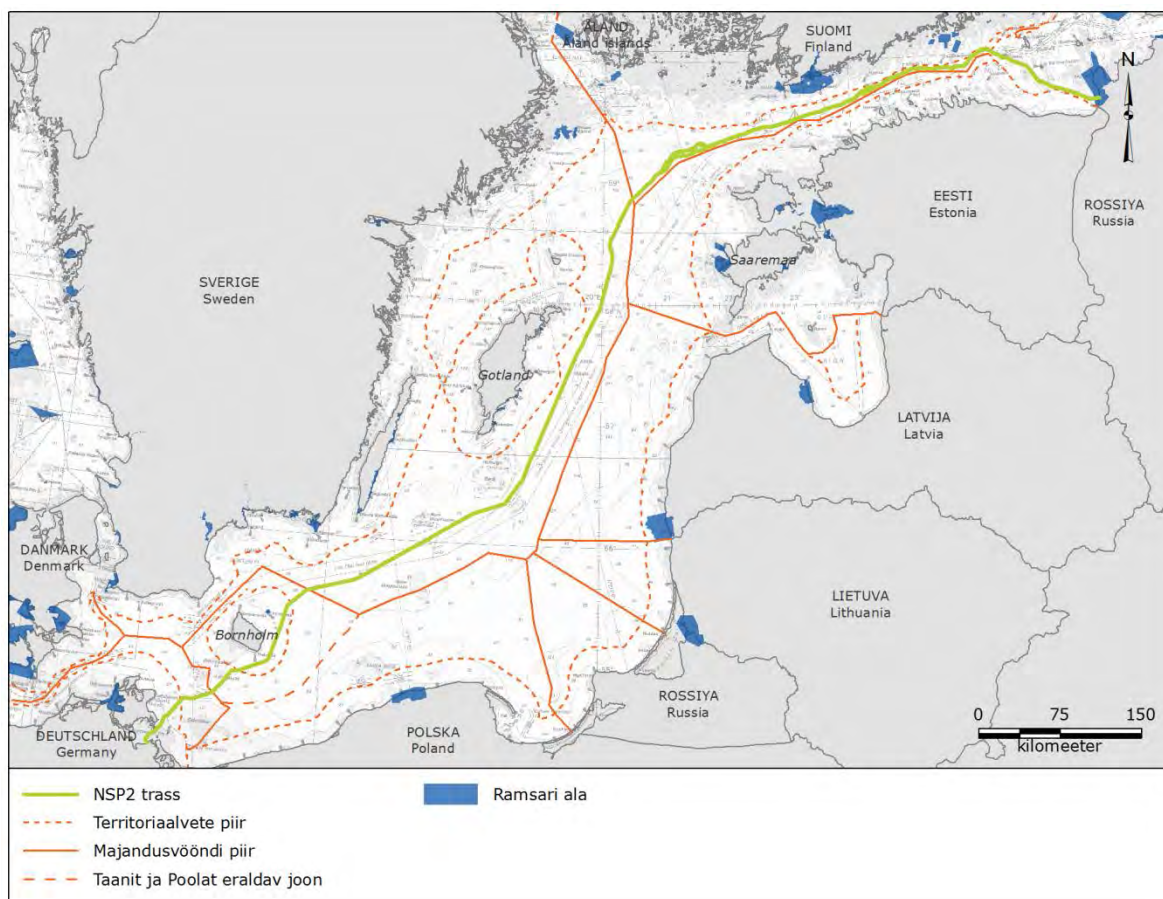 ÅLAND
Åland islands
SUOMI
Finland
N
EESTI
Estonia
ROSSIYA
Russia
SVERIGE
Sweden
Saaremaa
Gotland
LATVIJA
Latvia
DANMARK
Denmark
LIETUVA
Lithuania
Bornholm
ROSSIYA
Russia
DEUTSCHLAND
Germany
POLSKA
Poland
0 75 150
kilomeeter
NSP2 trass
Ramsari ala
Territoriaalvete piir
Majandusvööndi piir
Taanit ja Poolat eraldav joon